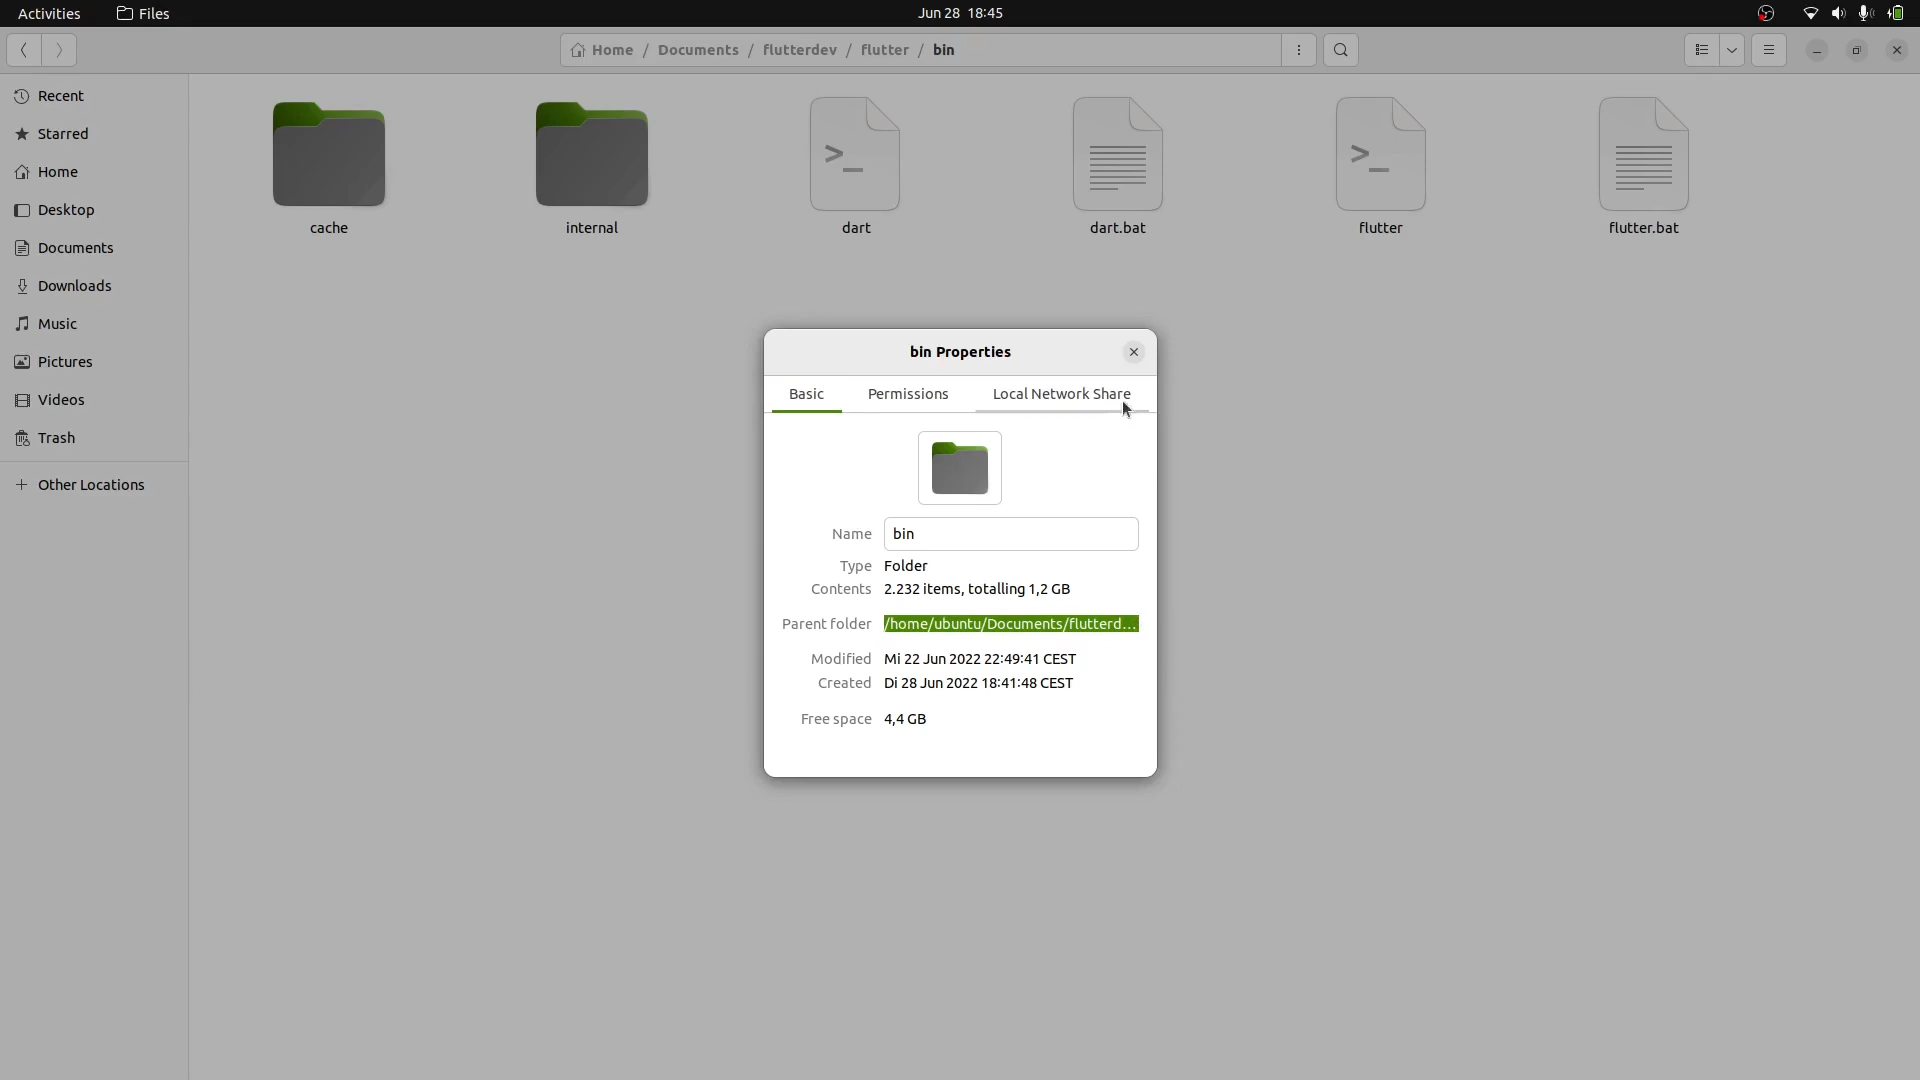 Activities Files Jun 28 18:45
Home / Documents / flutterdev / flutter / bin
Recent
Starred
Home
Desktop
Documents
Downloads
Music
Pictures
Videos
Trash
+ Other Locations
cache internal dart dart.bat flutter flutter.bat
>_ >_
bin Properties
Basic Permissions Local Network Share
Name bin
Type Folder
Contents 2.232 items, totalling 1,2 GB
Parent folder /home/ubuntu/Documents/flutterd…
Modified Mi 22 Jun 2022 22:49:41 CEST
Created Di 28 Jun 2022 18:41:48 CEST
Free space 4,4 GB